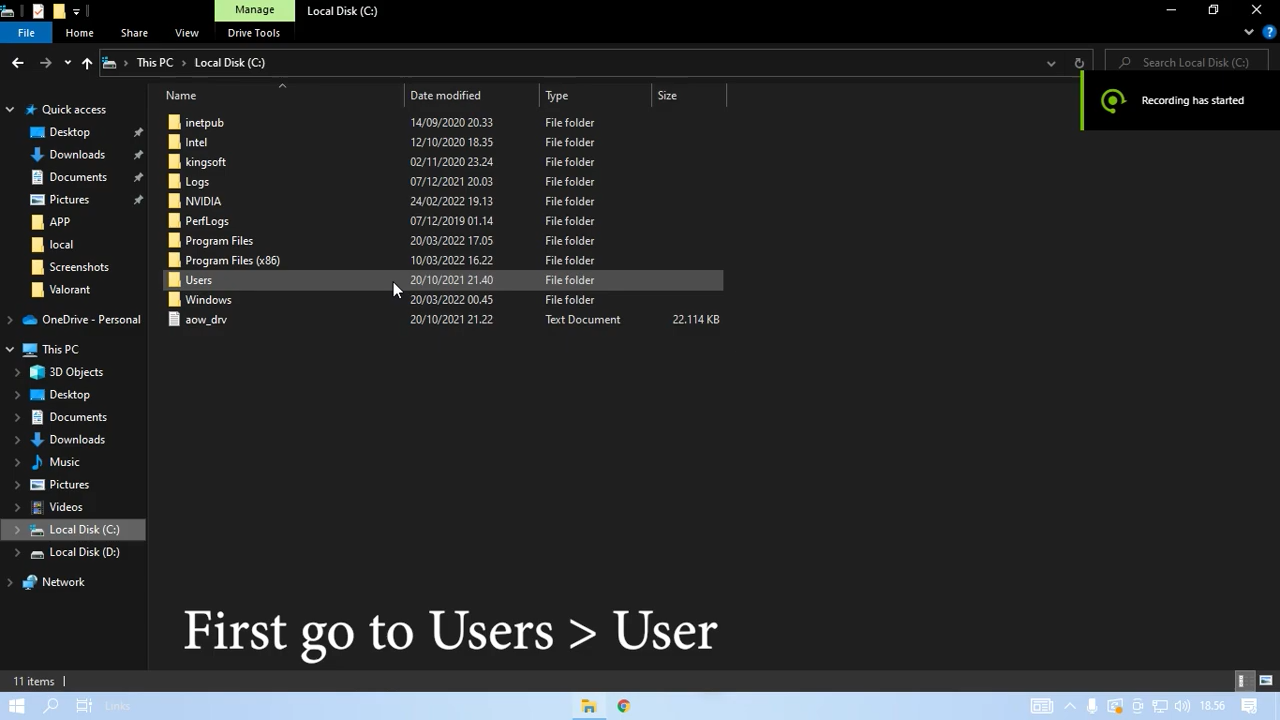 Manage
Local Disk (C:)
File
Home
Share
View
Drive Tools
This PC > Local Disk (C:)
Search Local Disk (C:)
Recording has started
Name
Date modified
Type
Size
Quick access
Desktop
Downloads
Documents
Pictures
APP
local
Screenshots
Valorant
OneDrive - Personal
This PC
3D Objects
Desktop
Documents
Downloads
Music
Pictures
Videos
Local Disk (C:)
Local Disk (D:)
Network
inetpub 14/09/2020 20.33 File folder
Intel 12/10/2020 18.35 File folder
kingsoft 02/11/2020 23.24 File folder
Logs 07/12/2021 20.03 File folder
NVIDIA 24/02/2022 19.13 File folder
PerfLogs 07/12/2019 01.14 File folder
Program Files 20/03/2022 17.05 File folder
Program Files (x86) 10/03/2022 16.22 File folder
Users 20/10/2021 21.40 File folder
Windows 20/03/2022 00.45 File folder
aow_drv 20/10/2021 21.22 Text Document 22.114 KB
First go to Users > User
11 items
Links
18.56